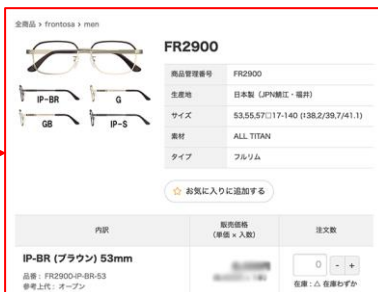 全商品 > frontosa > men
FR2900
IP-BR
G
GB
IP-S
商品管理番号 FR2900
生産地 日本製（JPN鯖江・福井）
サイズ 53,55,57□17-140 (138.2/39.7/41.1)
素材 ALL TITAN
タイプ フルリム
☆ お気に入りに追加する
内訳 販売価格 注文数
(単価 × 入数)
IP-BR (ブラウン) 53mm
品番：FR2900-IP-BR-53
参考上代：オープン
0 - +
在庫：△ 在庫わずか